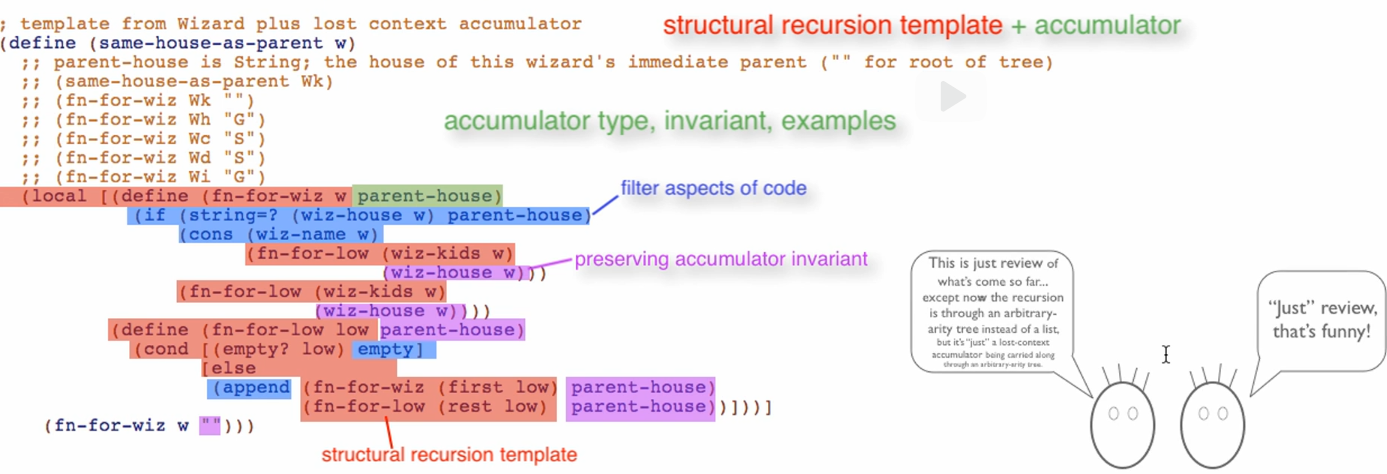 ; template from Wizard plus lost context accumulator
structural recursion template + accumulator
(define (same-house-as-parent w)
;; parent-house is String; the house of this wizard's immediate parent ("" for root of tree)
;; (same-house-as-parent Wk)
;; (fn-for-wiz Wk "")
;; (fn-for-wiz Wh "G")
accumulator type, invariant, examples
;; (fn-for-wiz Wc "S")
;; (fn-for-wiz Wd "S")
;; (fn-for-wiz Wi "G")
(local [(define (fn-for-wiz w parent-house)
filter aspects of code
(if (string=? (wiz-house w) parent-house)
(cons (wiz-name w)
(fn-for-low (wiz-kids w)
preserving accumulator invariant
(wiz-house w)))
(fn-for-low (wiz-kids w)
(wiz-house w))))
(define (fn-for-low low parent-house)
(cond [(empty? low) empty]
[else
(append (fn-for-wiz (first low) parent-house)
(fn-for-low (rest low) parent-house))]))]
(fn-for-wiz w "")))
structural recursion template
This is just review of
what's come so far...
except now the recursion
is through an arbitrary-
arity tree instead of a list,
but it's "just" a lost-context
accumulator being carried along
through an arbitrary-arity tree.
“Just” review,
that's funny!